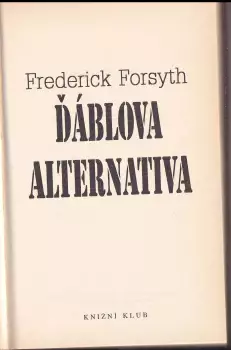 Frederick Forsyth
ĎÁBLOVA
ALTERNATIVA
KNIŽNÍ KLUB